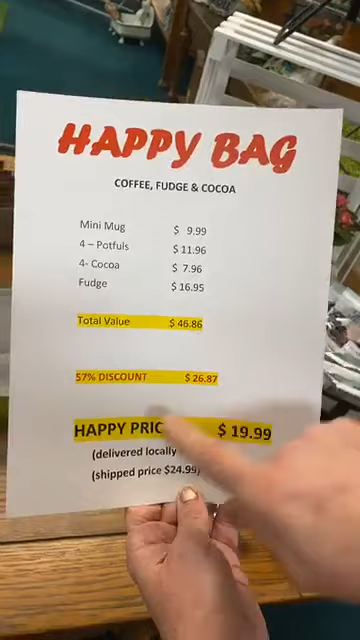 HAPPY BAG
COFFEE, FUDGE & COCOA
Mini Mug $ 9.99
4 – Potfuls $ 11.96
4- Cocoa $ 7.96
Fudge $ 16.95
Total Value $ 46.86
57% DISCOUNT $ 26.87
HAPPY PRIC $ 19.99
(delivered locally
(shipped price $24.99)